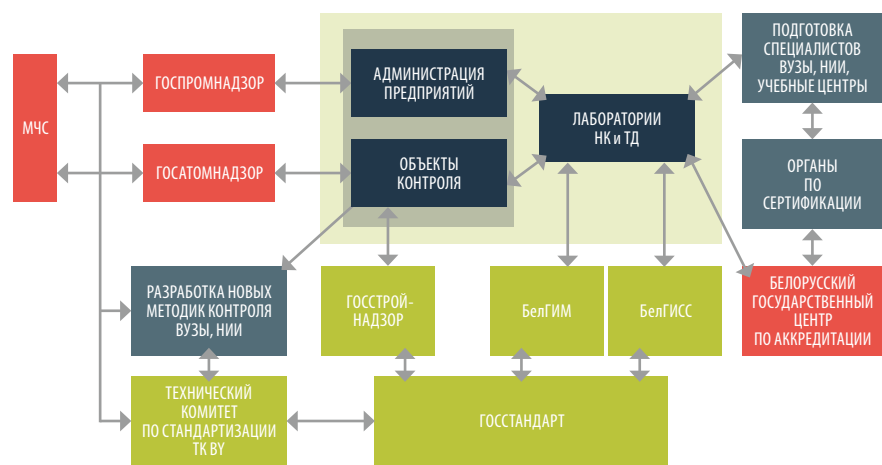 МЧС
ГОСПРОМНАДЗОР
ГОСАТОМНАДЗОР
АДМИНИСТРАЦИЯ
ПРЕДПРИЯТИЙ
ОБЪЕКТЫ
КОНТРОЛЯ
ЛАБОРАТОРИИ
НК и ТД
ПОДГОТОВКА
СПЕЦИАЛИСТОВ
ВУЗЫ, НИИ,
УЧЕБНЫЕ ЦЕНТРЫ
ОРГАНЫ
ПО
СЕРТИФИКАЦИИ
РАЗРАБОТКА НОВЫХ
МЕТОДИК КОНТРОЛЯ
ВУЗЫ, НИИ
ГОССТРОЙ-
НАДЗОР
БелГИМ
БелГИСС
БЕЛОРУССКИЙ
ГОСУДАРСТВЕННЫЙ
ЦЕНТР
ПО АККРЕДИТАЦИИ
ТЕХНИЧЕСКИЙ
КОМИТЕТ
ПО СТАНДАРТИЗАЦИИ
ТК BY
ГОССТАНДАРТ